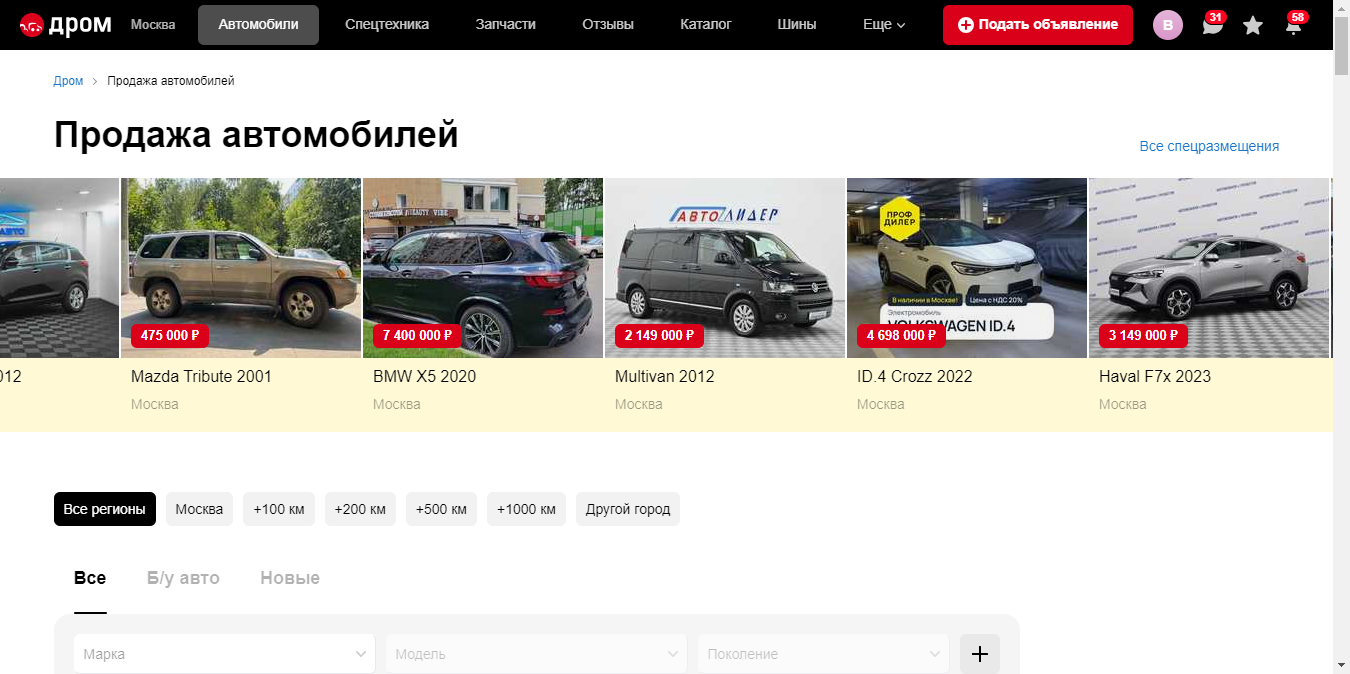 дром Москва Автомобили Спецтехника Запчасти Отзывы Каталог Шины Еще Подать объявление В 31 58
Дром > Продажа автомобилей
Продажа автомобилей
Все спецразмещения
АВТО
BEAUTY VIBE
АВТОЛИДЕР
ПРОФ ДИЛЕР
В наличии в Москве! Цена с НДС 20%
Электромобиль
VOLKSWAGEN ID.4
475 000 ₽ 7 400 000 ₽ 2 149 000 ₽ 4 698 000 ₽ 3 149 000 ₽
012 Mazda Tribute 2001 BMW X5 2020 Multivan 2012 ID.4 Crozz 2022 Haval F7x 2023
Москва Москва Москва Москва Москва
Все регионы Москва +100 км +200 км +500 км +1000 км Другой город
Все Б/у авто Новые
Марка Модель Поколение +